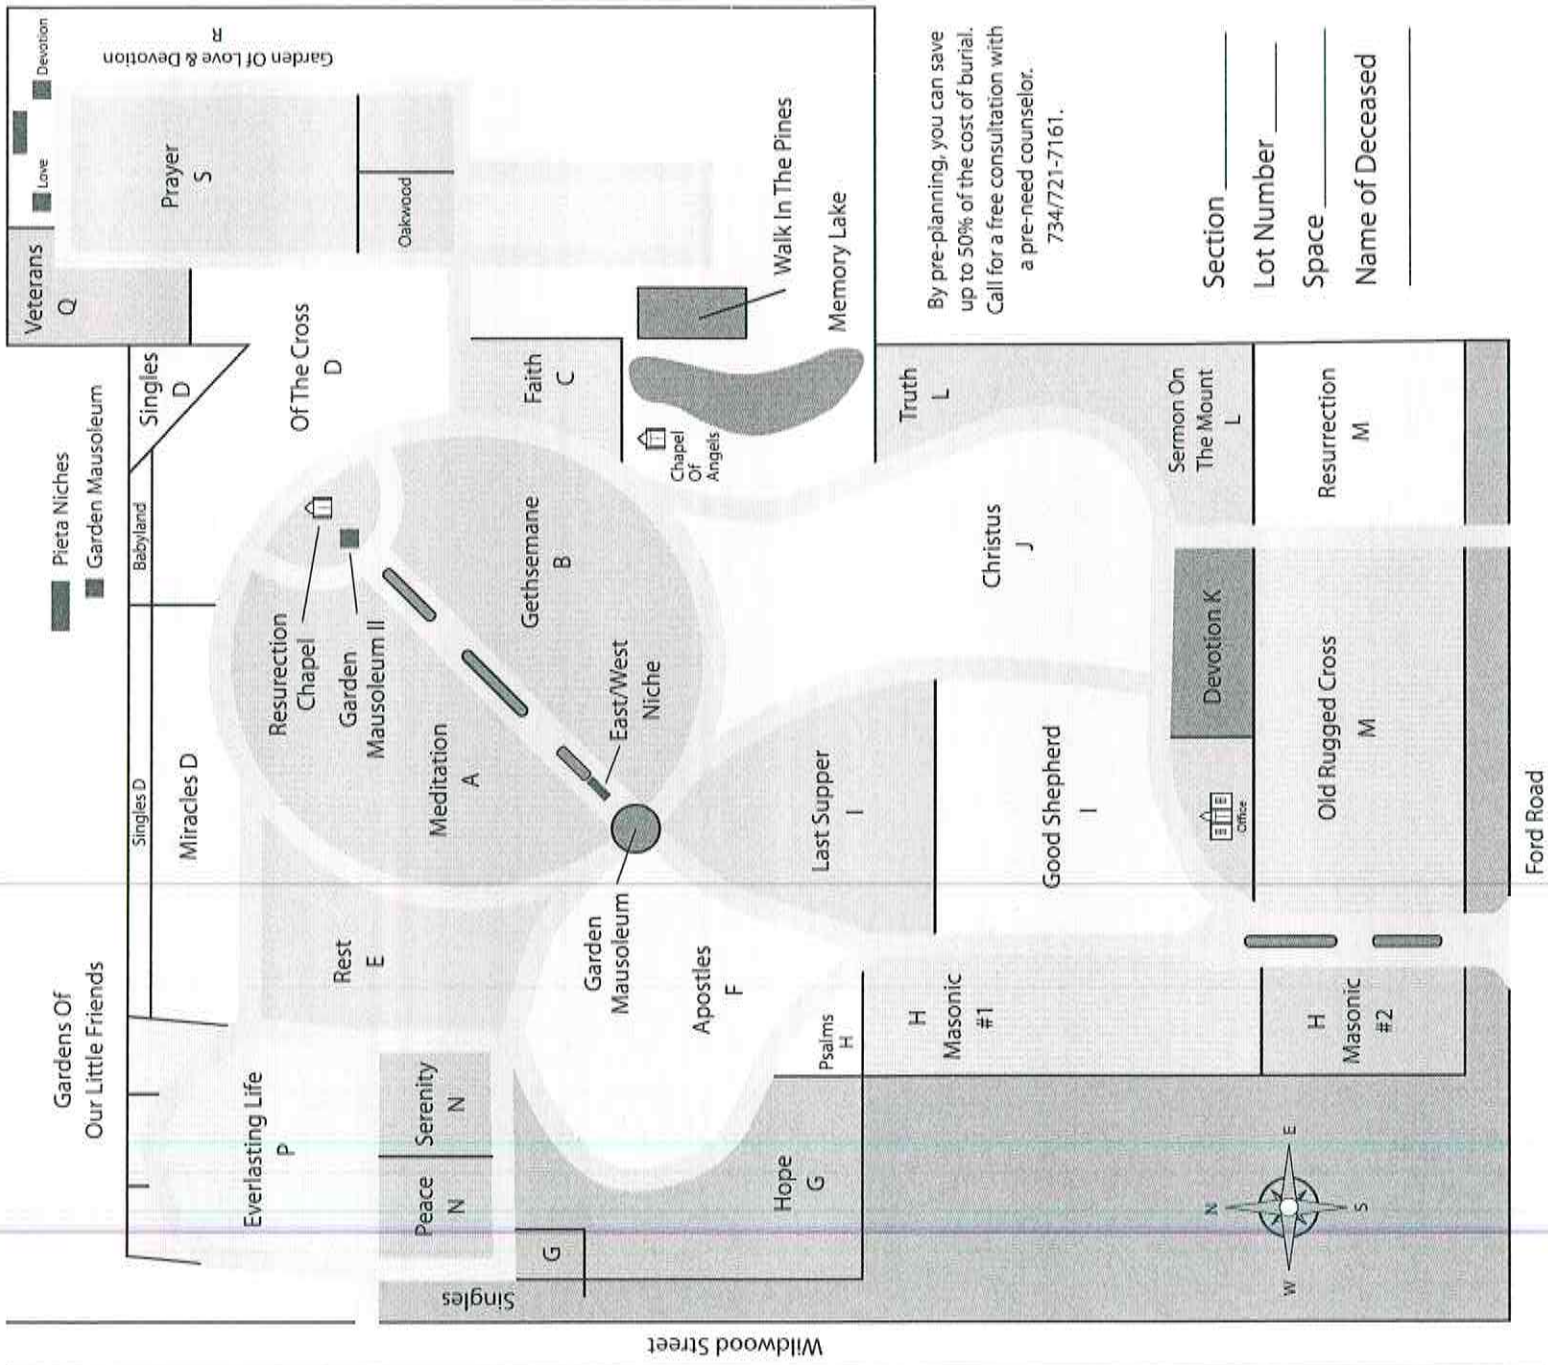 Gardens Of
Our Little Friends
Pieta Niches
Garden Mausoleum
Singles D
Babyland
Singles
D
Veterans
Q
Love
Devotion
Garden Of Love & Devotion
R
Prayer
S
Oakwood
Everlasting Life
P
Miracles D
Of The Cross
D
Resurection
Chapel
Garden
Mausoleum II
Rest
E
Meditation
A
Peace
N
Serenity
N
Gethsemane
B
Faith
C
East/West
Niche
Garden
Mausoleum
Chapel
Of
Angels
Walk In The Pines
Memory Lake
Singles
G
Hope
G
Apostles
F
Psalms
H
Last Supper
I
Good Shepherd
I
Christus
J
Truth
L
Sermon On
The Mount
L
H
Masonic
#1
H
Masonic
#2
Office
Devotion K
Old Rugged Cross
M
Resurrection
M
N
E
S
W
Wildwood Street
Ford Road
By pre-planning, you can save
up to 50% of the cost of burial.
Call for a free consultation with
a pre-need counselor.
734/721-7161.
Section
Lot Number
Space
Name of Deceased